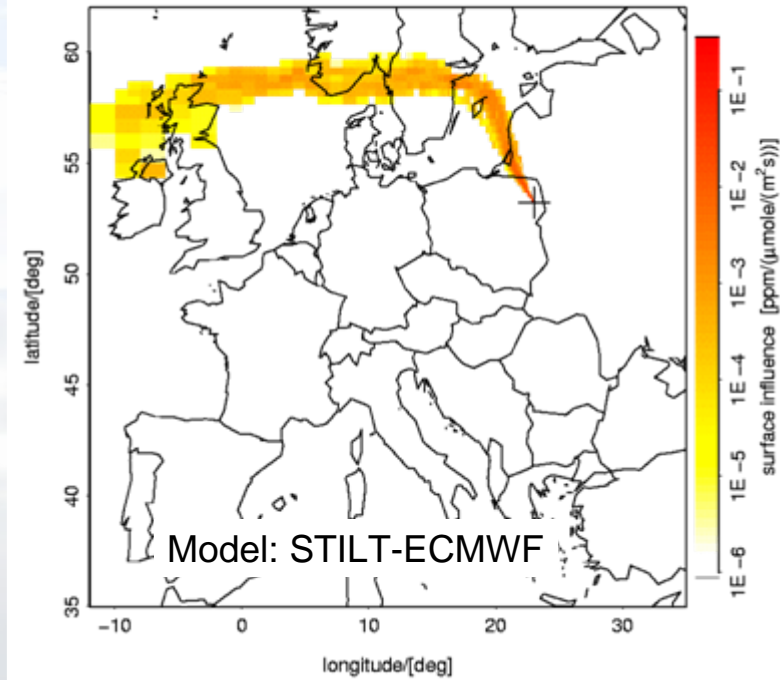 60
55
50
45
40
35
latitude/[deg]
Model: STILT-ECMWF
-10 0 10 20 30
longitude/[deg]
1E-1
1E-2
1E-3
1E-4
1E-5
1E-6
surface influence [ppm/(µmole/(m²s))]